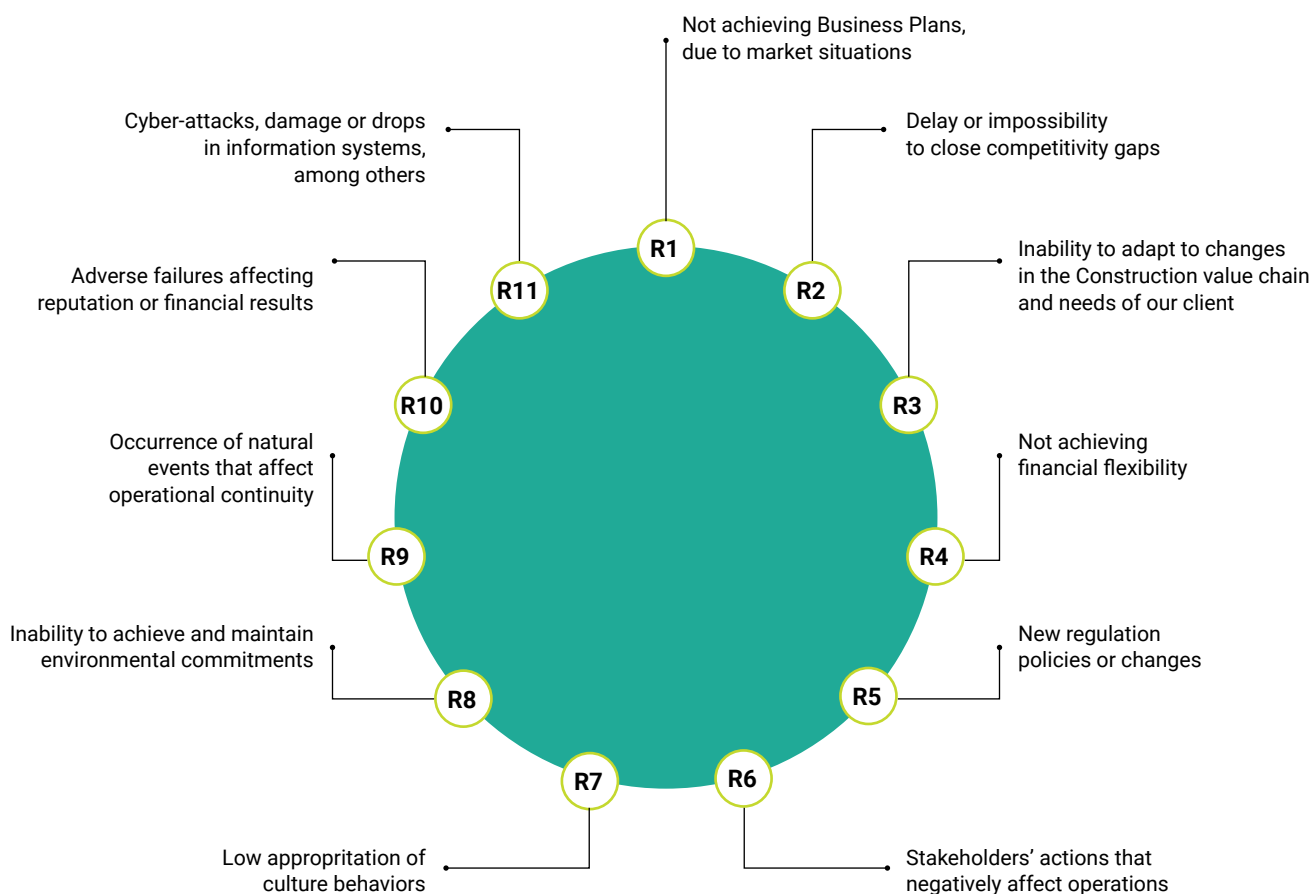 Not achieving Business Plans,
due to market situations
R1
Delay or impossibility
to close competitivity gaps
R2
Inability to adapt to changes
in the Construction value chain
and needs of our client
R3
Not achieving
financial flexibility
R4
New regulation
policies or changes
R5
Stakeholders’ actions that
negatively affect operations
R6
Low appropritation of
culture behaviors
R7
Inability to achieve and maintain
environmental commitments
R8
Occurrence of natural
events that affect
operational continuity
R9
Adverse failures affecting
reputation or financial results
R10
Cyber-attacks, damage or drops
in information systems,
among others
R11